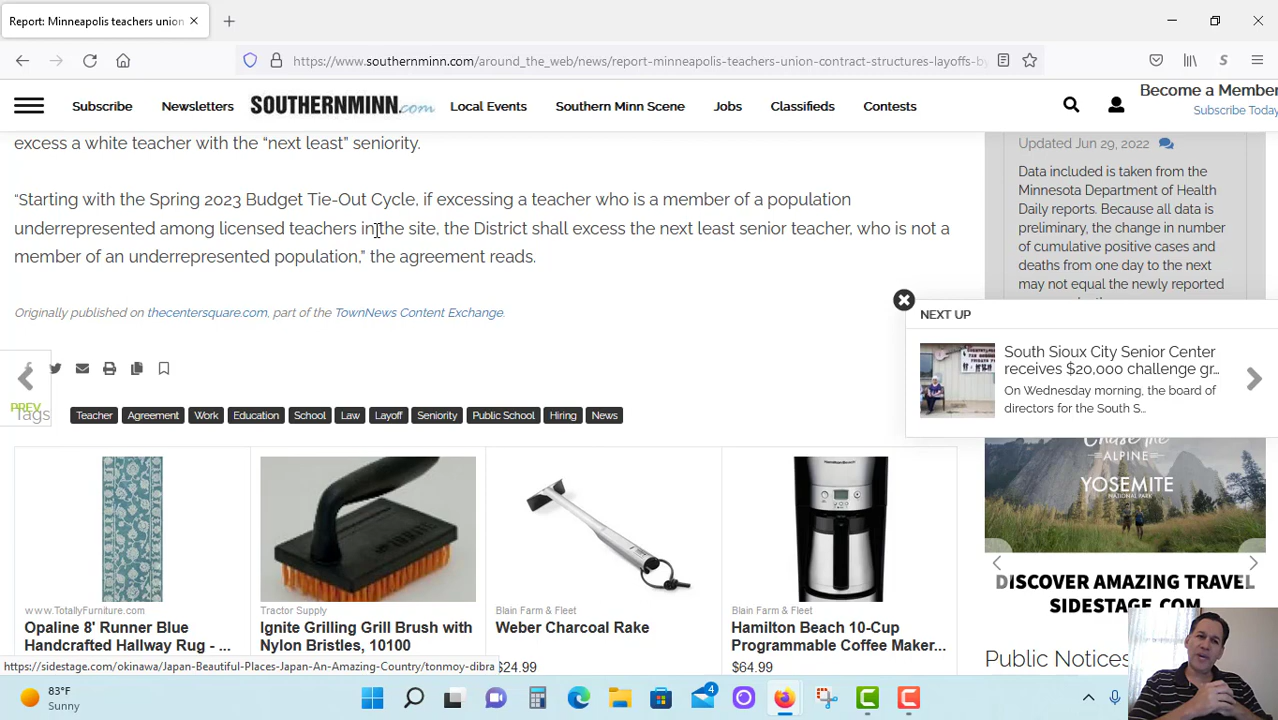 Report: Minneapolis teachers union
https://www.southernminn.com/around_the_web/news/report-minneapolis-teachers-union-contract-structures-layoffs-by
Become a Member
Subscribe
Newsletters
SOUTHERNMINN.com
Local Events
Southern Minn Scene
Jobs
Classifieds
Contests
Subscribe Today
excess a white teacher with the “next least” seniority.
“Starting with the Spring 2023 Budget Tie-Out Cycle, if excessing a teacher who is a member of a population
underrepresented among licensed teachers in the site, the District shall excess the next least senior teacher, who is not a
member of an underrepresented population,” the agreement reads.
Originally published on thecentersquare.com, part of the TownNews Content Exchange.
PREV
Tags
Teacher
Agreement
Work
Education
School
Law
Layoff
Seniority
Public School
Hiring
News
Updated Jun 29, 2022
Data included is taken from the
Minnesota Department of Health
Daily reports. Because all data is
preliminary, the change in number
of cumulative positive cases and
deaths from one day to the next
may not equal the newly reported
NEXT UP
South Sioux City Senior Center
receives $20,000 challenge gr...
On Wednesday morning, the board of
directors for the South S...
Chase The
ALPINE
YOSEMITE
NATIONAL PARK
DISCOVER AMAZING TRAVEL
SIDESTAGE.COM
Public Notices
www.TotallyFurniture.com
Opaline 8' Runner Blue
Handcrafted Hallway Rug - ...
Tractor Supply
Ignite Grilling Grill Brush with
Nylon Bristles, 10100
Blain Farm & Fleet
Weber Charcoal Rake
$24.99
Blain Farm & Fleet
Hamilton Beach 10-Cup
Programmable Coffee Maker...
$64.99
https://sidestage.com/okinawa/Japan-Beautiful-Places-Japan-An-Amazing-Country/tonmoy-dibra
83°F
Sunny
4